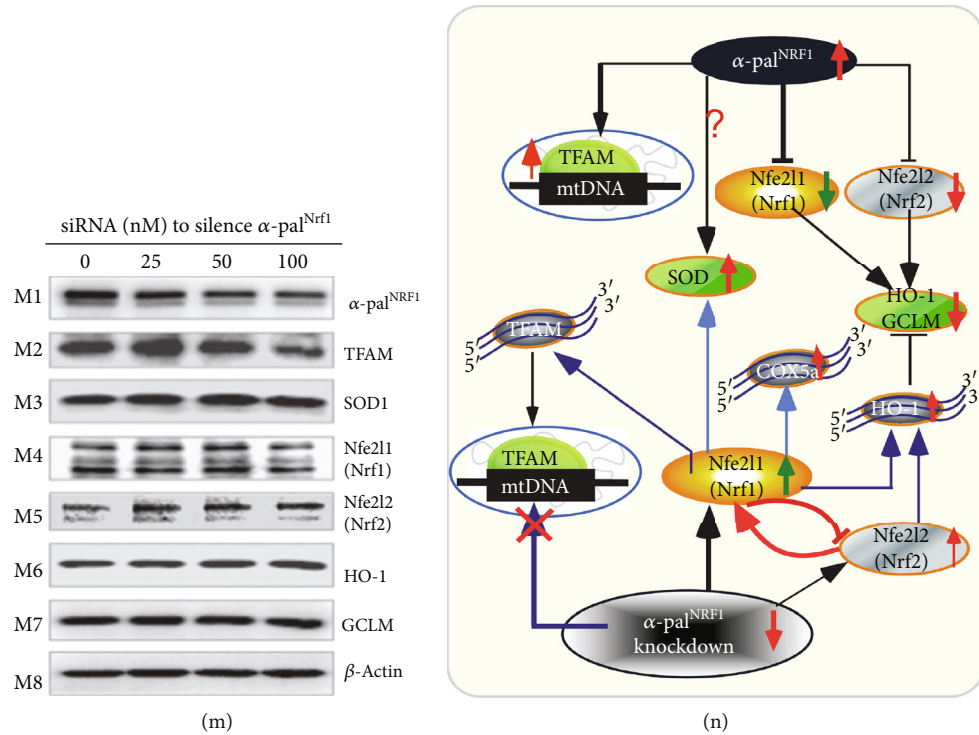 siRNA (nM) to silence α-pal^Nrf1
0 25 50 100
M1 α-pal^NRF1
M2 TFAM
M3 SOD1
M4 Nfe2l1
(Nrf1)
M5 Nfe2l2
(Nrf2)
M6 HO-1
M7 GCLM
M8 β-Actin
(m)
α-pal^NRF1
?
TFAM
mtDNA
Nfe2l1
(Nrf1)
Nfe2l2
(Nrf2)
SOD
HO-1
GCLM
TFAM
3′
3′
5′
5′
COX5a
3′
3′
5′
5′
HO-1
3′
3′
5′
5′
TFAM
mtDNA
Nfe2l1
(Nrf1)
Nfe2l2
(Nrf2)
α-pal^NRF1
knockdown
(n)